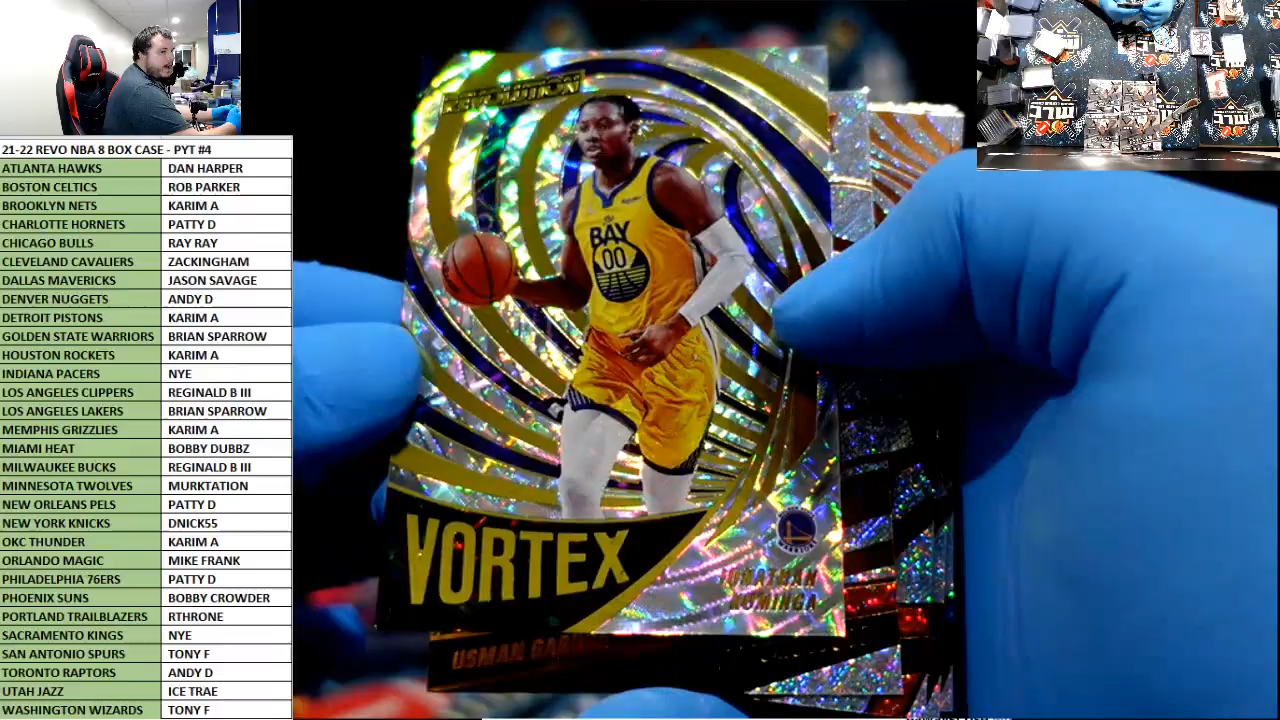 21-22 REVO NBA 8 BOX CASE - PYT #4
ATLANTA HAWKS DAN HARPER
BOSTON CELTICS ROB PARKER
BROOKLYN NETS KARIM A
CHARLOTTE HORNETS PATTY D
CHICAGO BULLS RAY RAY
CLEVELAND CAVALIERS ZACKINGHAM
DALLAS MAVERICKS JASON SAVAGE
DENVER NUGGETS ANDY D
DETROIT PISTONS KARIM A
GOLDEN STATE WARRIORS BRIAN SPARROW
HOUSTON ROCKETS KARIM A
INDIANA PACERS NYE
LOS ANGELES CLIPPERS REGINALD B III
LOS ANGELES LAKERS BRIAN SPARROW
MEMPHIS GRIZZLIES KARIM A
MIAMI HEAT BOBBY DUBBZ
MILWAUKEE BUCKS REGINALD B III
MINNESOTA TWOLVES MURKTATION
NEW ORLEANS PELS PATTY D
NEW YORK KNICKS DNICK55
OKC THUNDER KARIM A
ORLANDO MAGIC MIKE FRANK
PHILADELPHIA 76ERS PATTY D
PHOENIX SUNS BOBBY CROWDER
PORTLAND TRAILBLAZERS RTHRONE
SACRAMENTO KINGS NYE
SAN ANTONIO SPURS TONY F
TORONTO RAPTORS ANDY D
UTAH JAZZ ICE TRAE
WASHINGTON WIZARDS TONY F
REVOLUTION
BAY
00
VORTEX
WARRIORS
JONATHAN
KUMINGA
USMAN